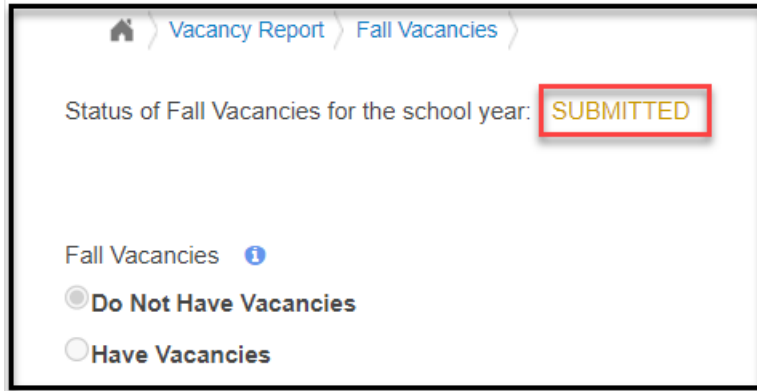 Vacancy Report Fall Vacancies
Status of Fall Vacancies for the school year: SUBMITTED
Fall Vacancies
Do Not Have Vacancies
Have Vacancies